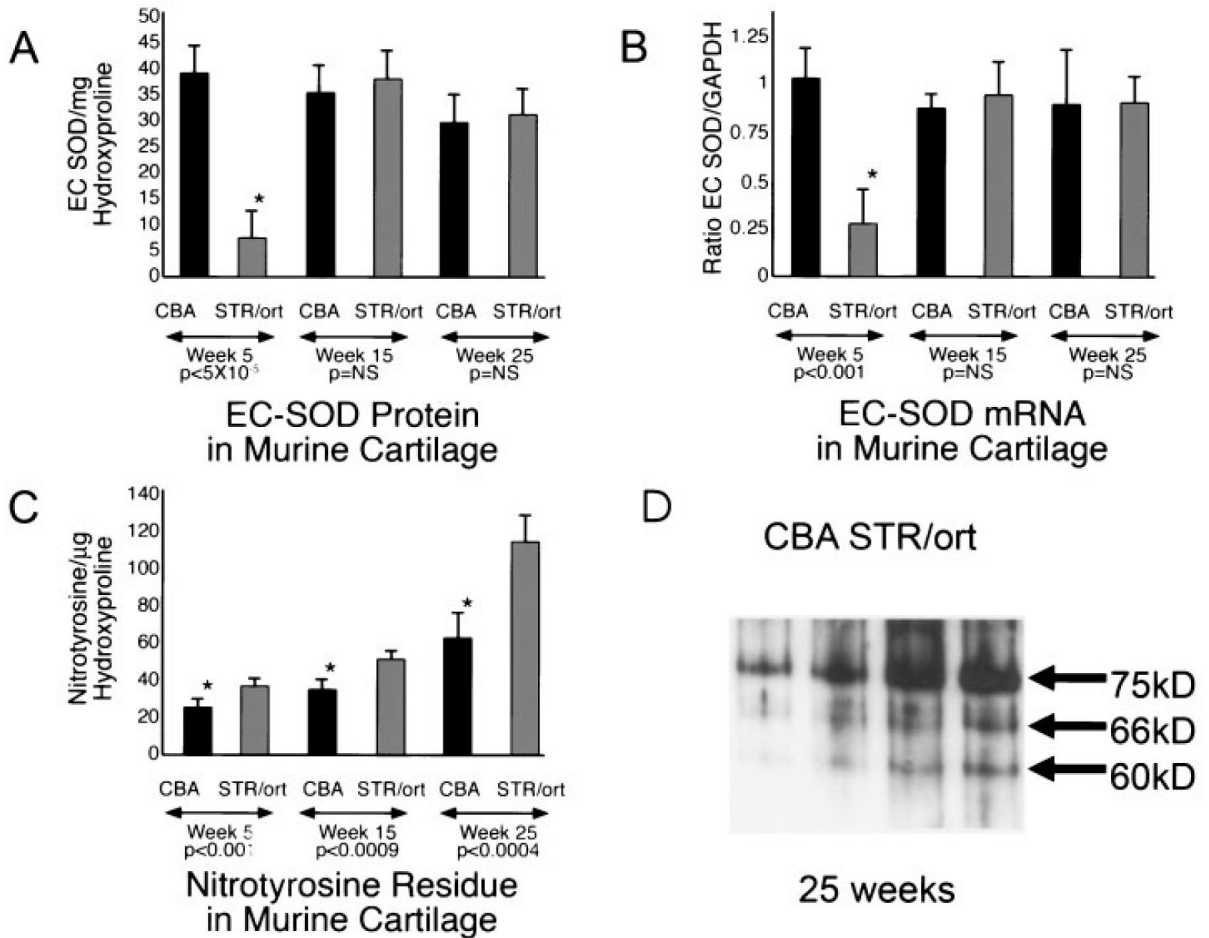 A
EC SOD/mg
Hydroxyproline
50
45
40
35
30
25
20
15
10
5
0
*
CBA STR/ort CBA STR/ort CBA STR/ort
Week 5 Week 15 Week 25
p<5X10⁻⁵ p=NS p=NS
EC-SOD Protein
in Murine Cartilage
B
Ratio EC SOD/GAPDH
1.25
1
0.75
0.5
0.25
0
*
CBA STR/ort CBA STR/ort CBA STR/ort
Week 5 Week 15 Week 25
p<0.001 p=NS p=NS
EC-SOD mRNA
in Murine Cartilage
C
Nitrotyrosine/µg
Hydroxyproline
140
120
100
80
60
40
20
0
* * *
CBA STR/ort CBA STR/ort CBA STR/ort
Week 5 Week 15 Week 25
p<0.001 p<0.0009 p<0.0004
Nitrotyrosine Residue
in Murine Cartilage
D
CBA STR/ort
75kD
66kD
60kD
25 weeks